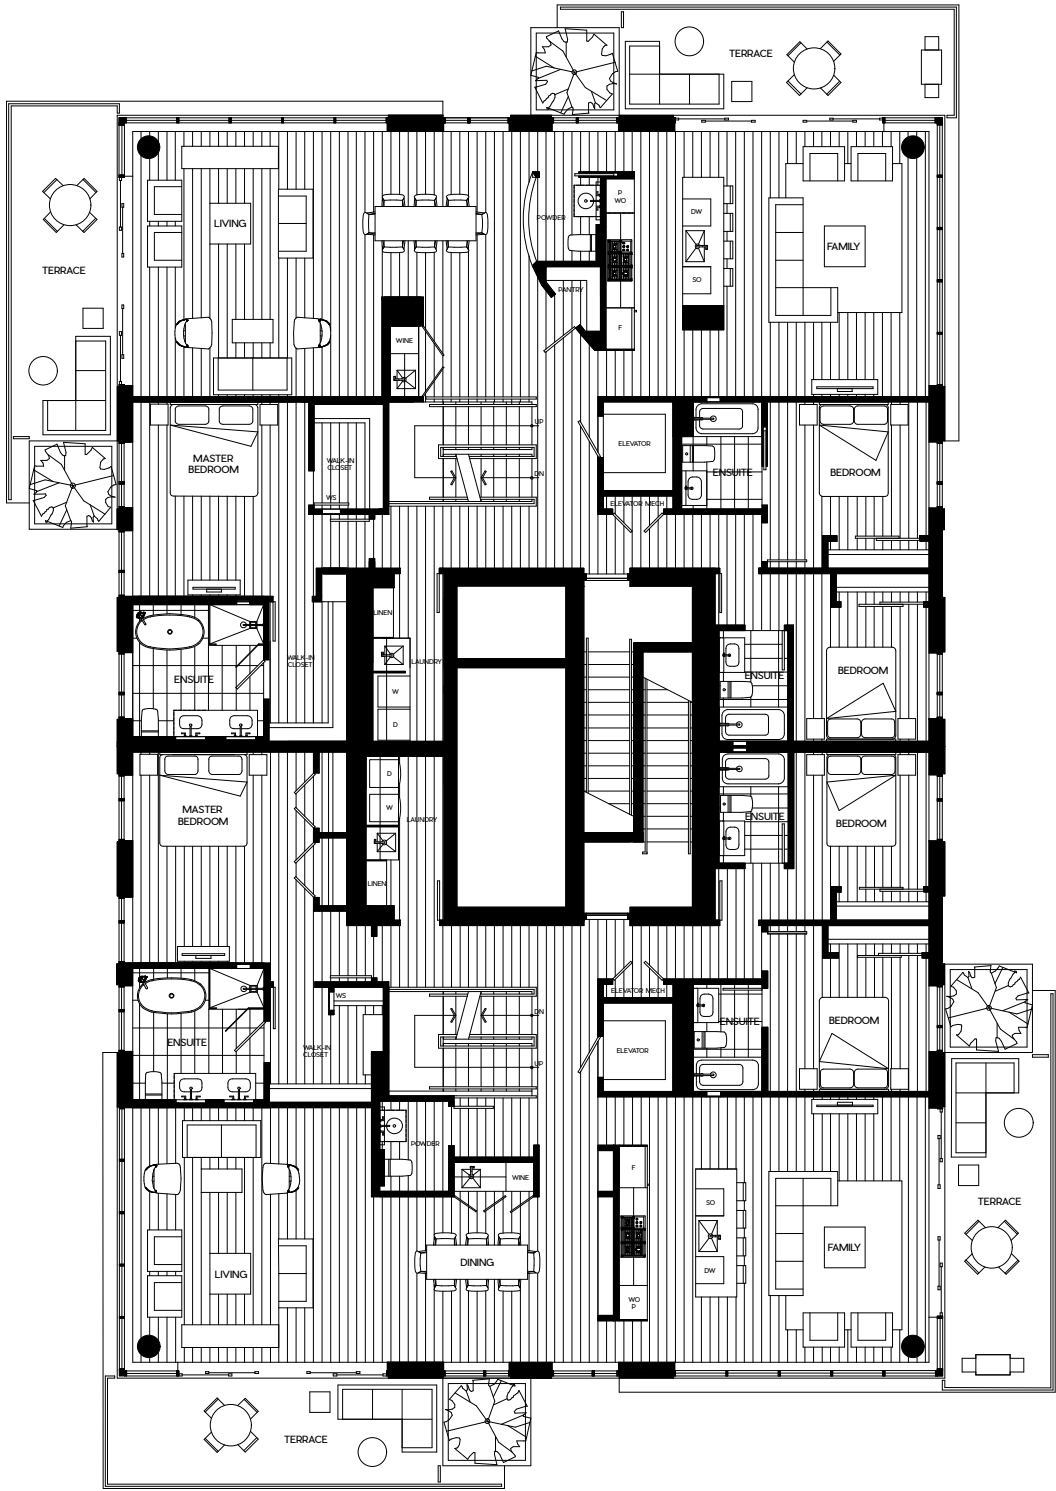 TERRACE
P
WO
POWDER
DW
LIVING
FAMILY
TERRACE
SO
PANTRY
F
WINE
UP
ELEVATOR
MASTER
BEDROOM
WALK-IN
CLOSET
ENSUITE
BEDROOM
DN
WS
ELEVATOR MECH
LINEN
WALK-IN
CLOSET
LAUNDRY
BEDROOM
ENSUITE
ENSUITE
W
D
D
W
MASTER
BEDROOM
LAUNDRY
ENSUITE
BEDROOM
LINEN
ELEVATOR MECH
WS
DN
ENSUITE
BEDROOM
ENSUITE
WALK-IN
CLOSET
ELEVATOR
UP
POWDER
F
WINE
SO
TERRACE
FAMILY
DINING
DW
LIVING
WO
P
TERRACE